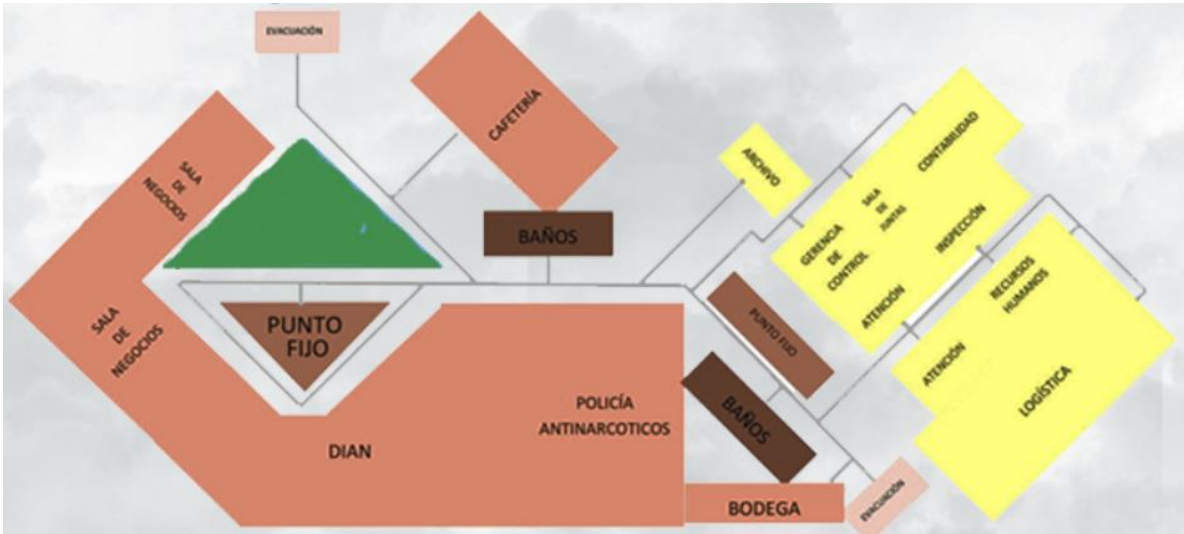 EVACUACIÓN
CAFETERÍA
SALA
DE
NEGOCIOS
BAÑOS
ARCHIVO
CONTABILIDAD
SALA
DE
JUNTAS
GERENCIA
DE
CONTROL
INSPECCIÓN
ATENCIÓN
RECURSOS
HUMANOS
ATENCIÓN
LOGÍSTICA
SALA
DE
NEGOCIOS
PUNTO
FIJO
PUNTO FIJO
BAÑOS
POLICÍA
ANTINARCOTICOS
DIAN
BODEGA
EVACUACIÓN